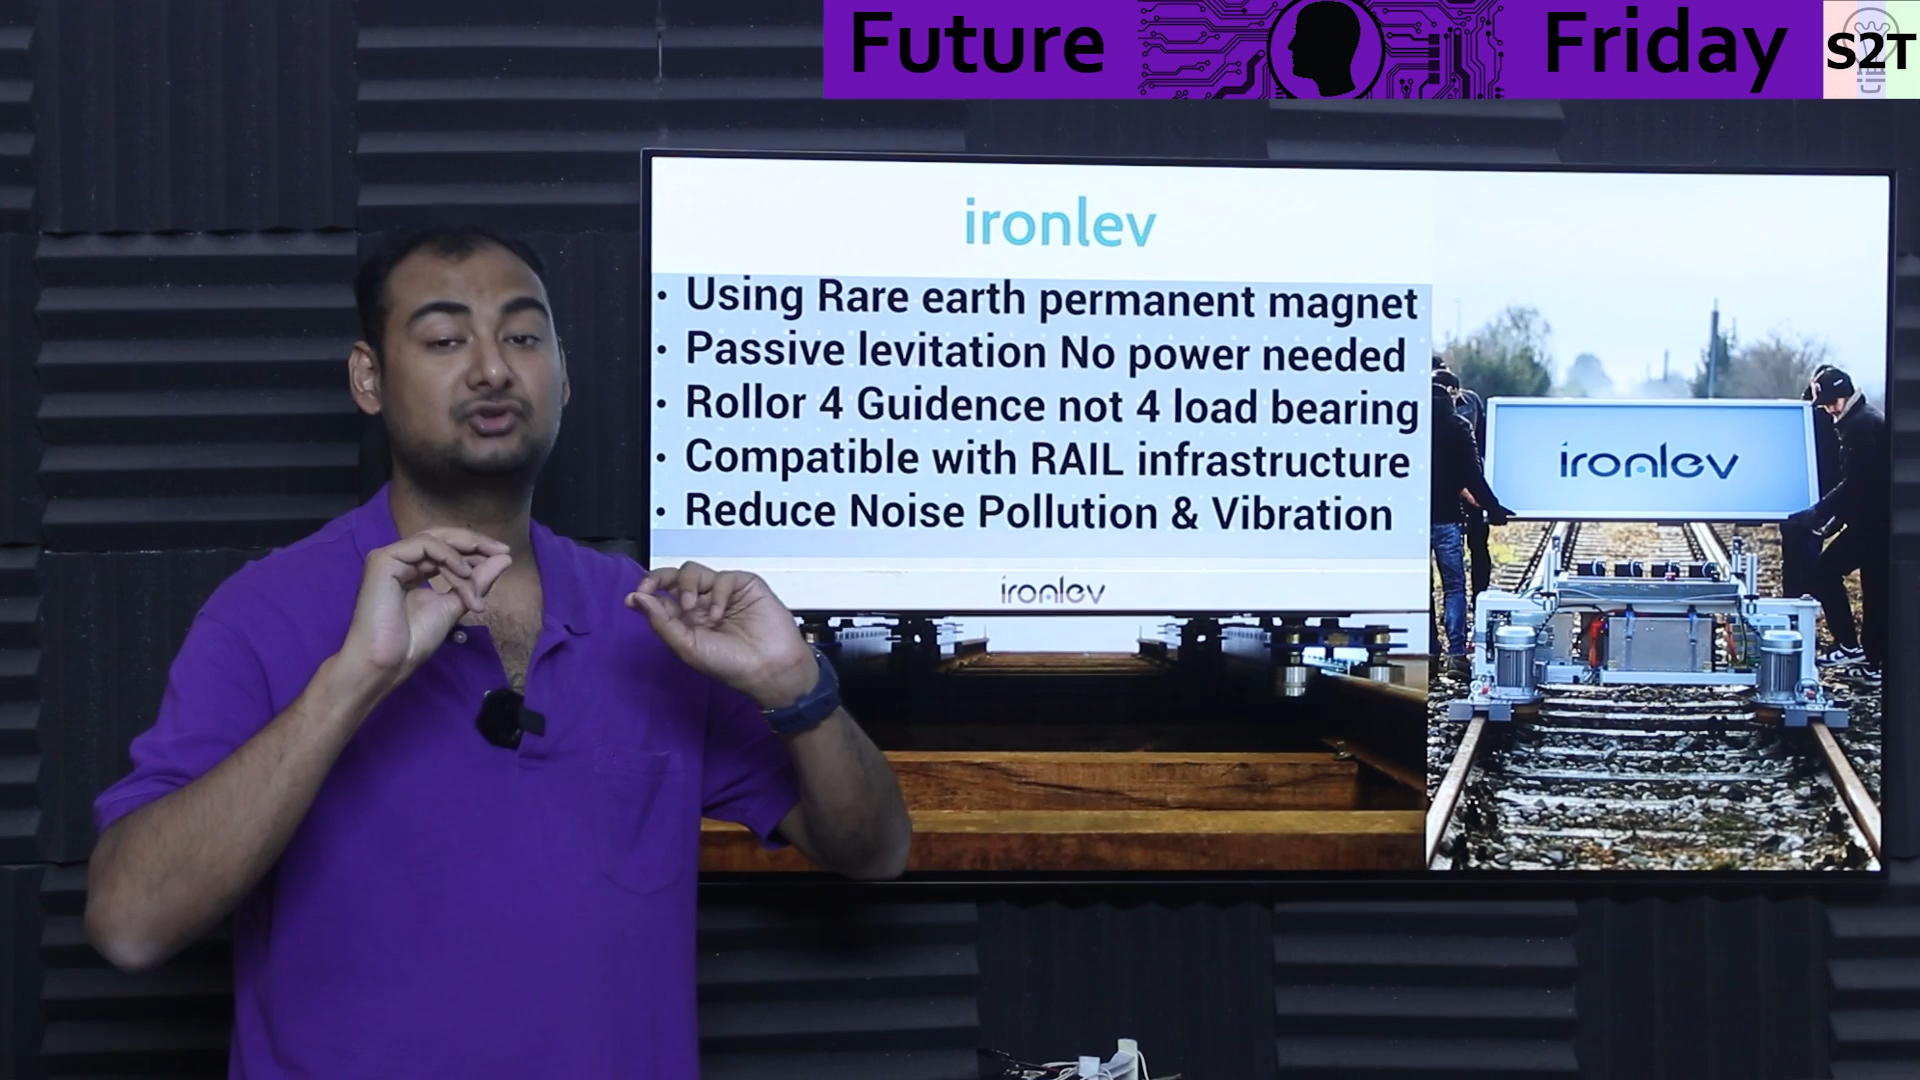 Future Friday S2T
ironlev
• Using Rare earth permanent magnet
• Passive levitation No power needed
• Rollor 4 Guidence not 4 load bearing
• Compatible with RAIL infrastructure
• Reduce Noise Pollution & Vibration
ironlev
ironlev